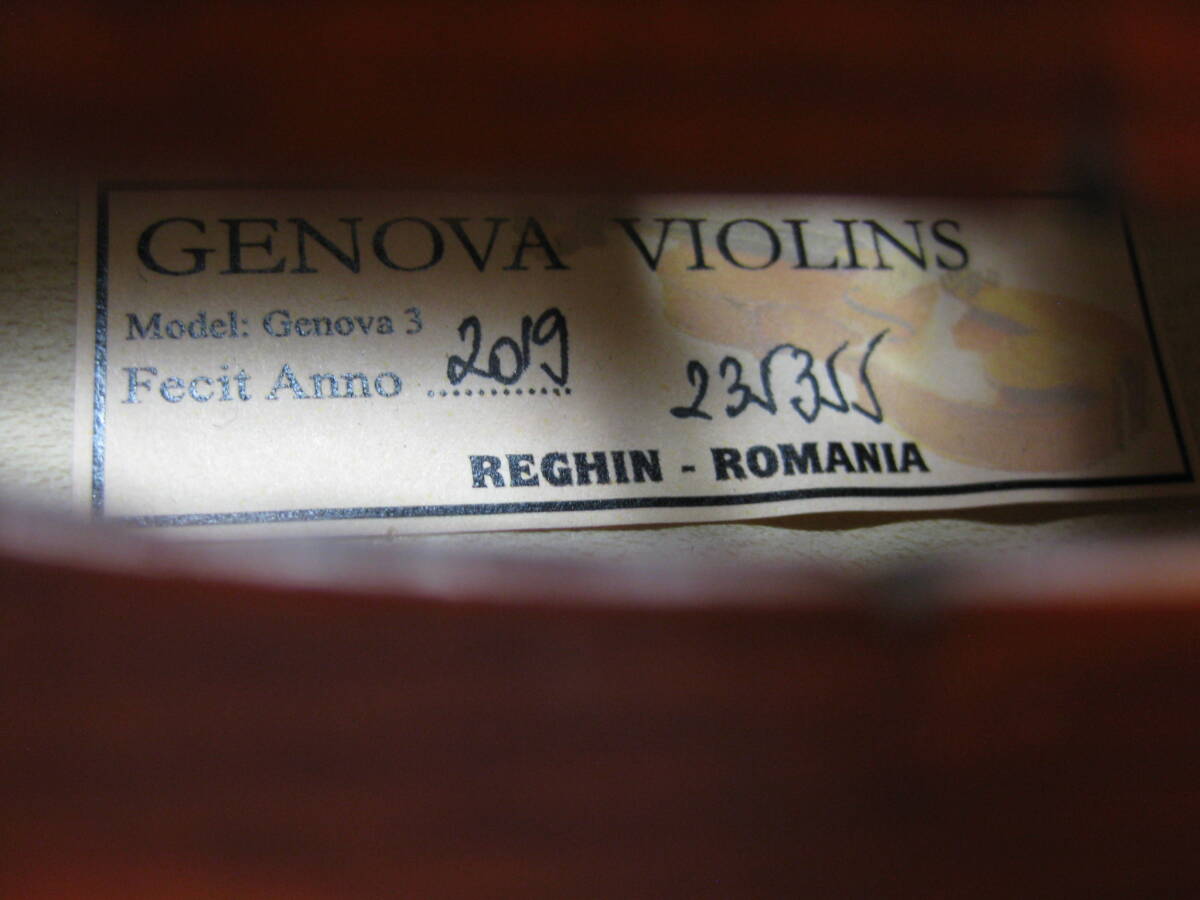 GENOVA VIOLINS
Model: Genova 3
Fecit Anno ............ 2019
REGHIN - ROMANIA